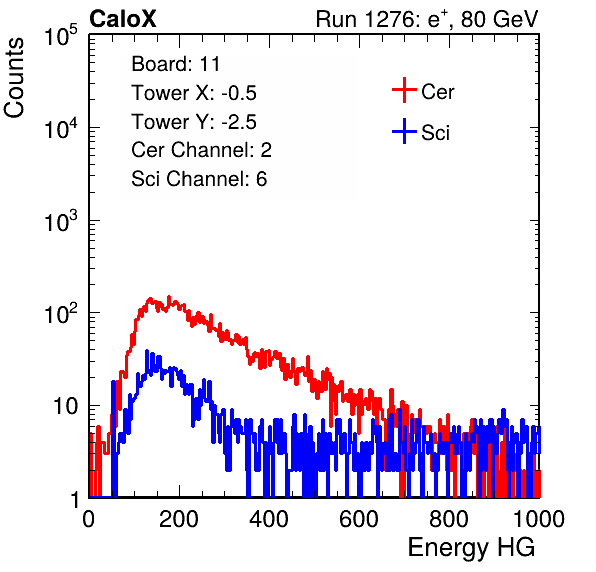 CaloX Run 1276: e⁺, 80 GeV
Counts
Board: 11
Tower X: -0.5
Tower Y: -2.5
Cer Channel: 2
Sci Channel: 6
Cer
Sci
10⁵
10⁴
10³
10²
10
1
0 200 400 600 800 1000
Energy HG